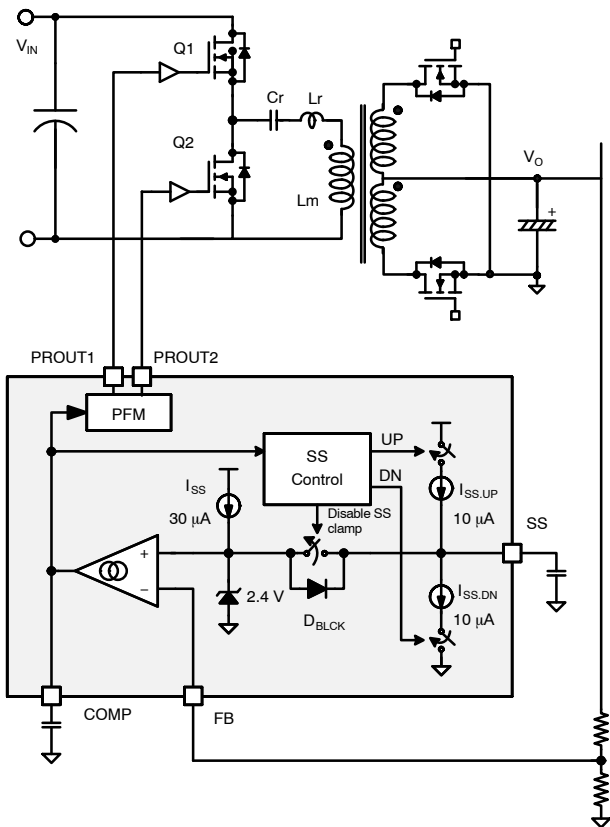 V_IN
Q1
Q2
Cr
Lr
Lm
V_O
+
PROUT1
PROUT2
PFM
SS
Control
UP
DN
I_SS
30 μA
Disable SS
clamp
I_SS.UP
10 μA
SS
+
−
2.4 V
D_BLCK
I_SS.DN
10 μA
COMP
FB